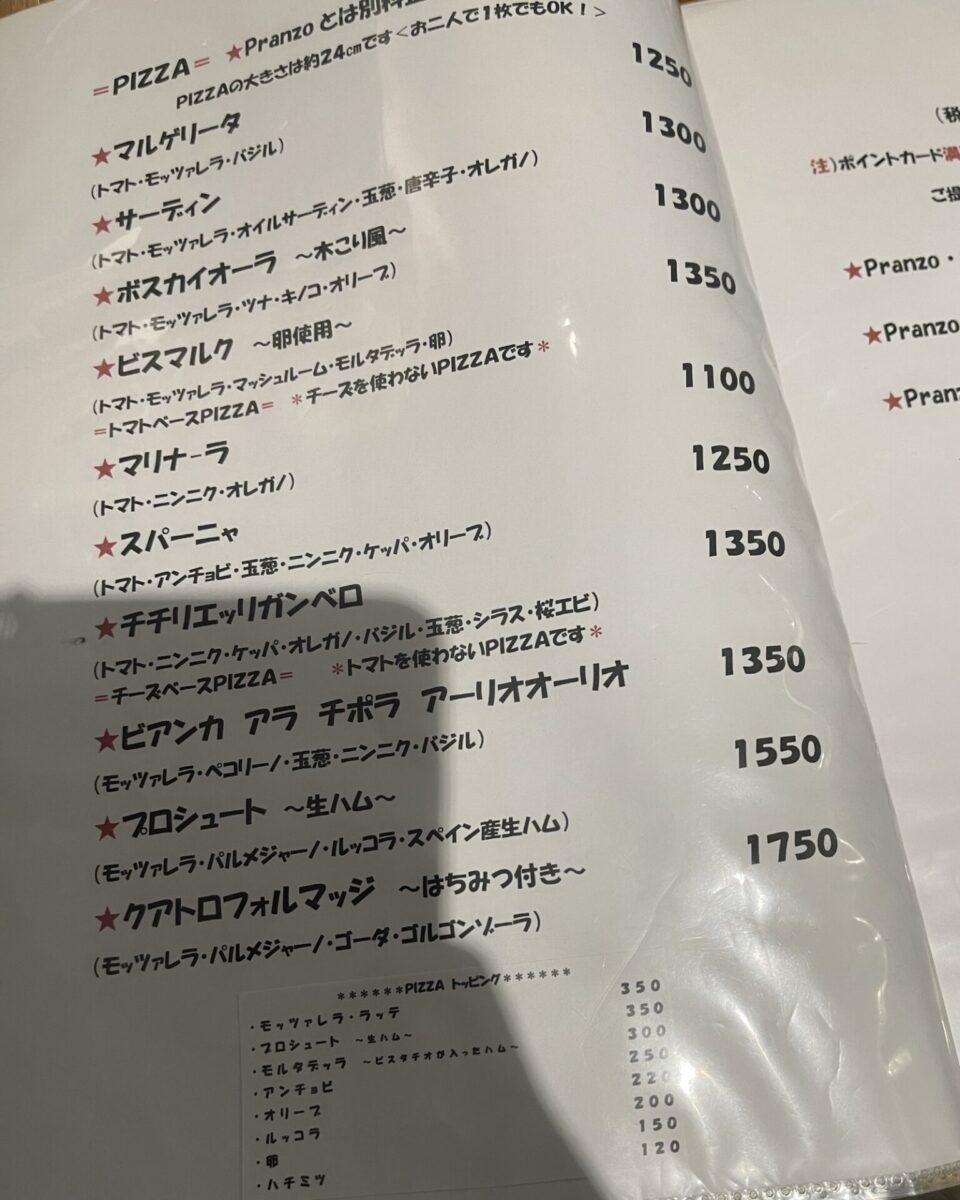 =PIZZA= ★Pranzoとは別料金
PIZZAの大きさは約24㎝です<お二人で1枚でもOK！>
★マルゲリータ 1250
(トマト・モッツァレラ・バジル)
★サーディン 1300
(トマト・モッツァレラ・オイルサーディン・玉葱・唐辛子・オレガノ)
★ボスカイオーラ ～木こり風～ 1300
(トマト・モッツァレラ・ツナ・キノコ・オリーブ)
★ビスマルク ～卵使用～ 1350
(トマト・モッツァレラ・マッシュルーム・モルタデッラ・卵)
=トマトベースPIZZA= *チーズを使わないPIZZAです*
★マリナ-ラ 1100
(トマト・ニンニク・オレガノ)
★スパーニャ 1250
(トマト・アンチョビ・玉葱・ニンニク・ケッパ・オリーブ)
★チチリエッリガンベロ 1350
(トマト・ニンニク・ケッパ・オレガノ・バジル・玉葱・シラス・桜エビ)
=チーズベースPIZZA= *トマトを使わないPIZZAです*
★ビアンカ アラ チポラ アーリオオーリオ 1350
(モッツァレラ・ペコリーノ・玉葱・ニンニク・バジル)
★プロシュート ～生ハム～ 1550
(モッツァレラ・パルメジャーノ・ルッコラ・スペイン産生ハム)
★クアトロフォルマッジ ～はちみつ付き～ 1750
(モッツァレラ・パルメジャーノ・ゴーダ・ゴルゴンゾーラ)
******PIZZA トッピング******
・モッツァレラ・ラッテ 350
・プロシュート ～生ハム～ 350
・モルタデッラ ～ピスタチオが入ったハム～ 300
・アンチョビ 250
・オリーブ 220
・ルッコラ 200
・卵 150
・ハチミツ 120
(税
注)ポイントカード満
ご提
★Pranzo・
★Pranzo
★Pranz